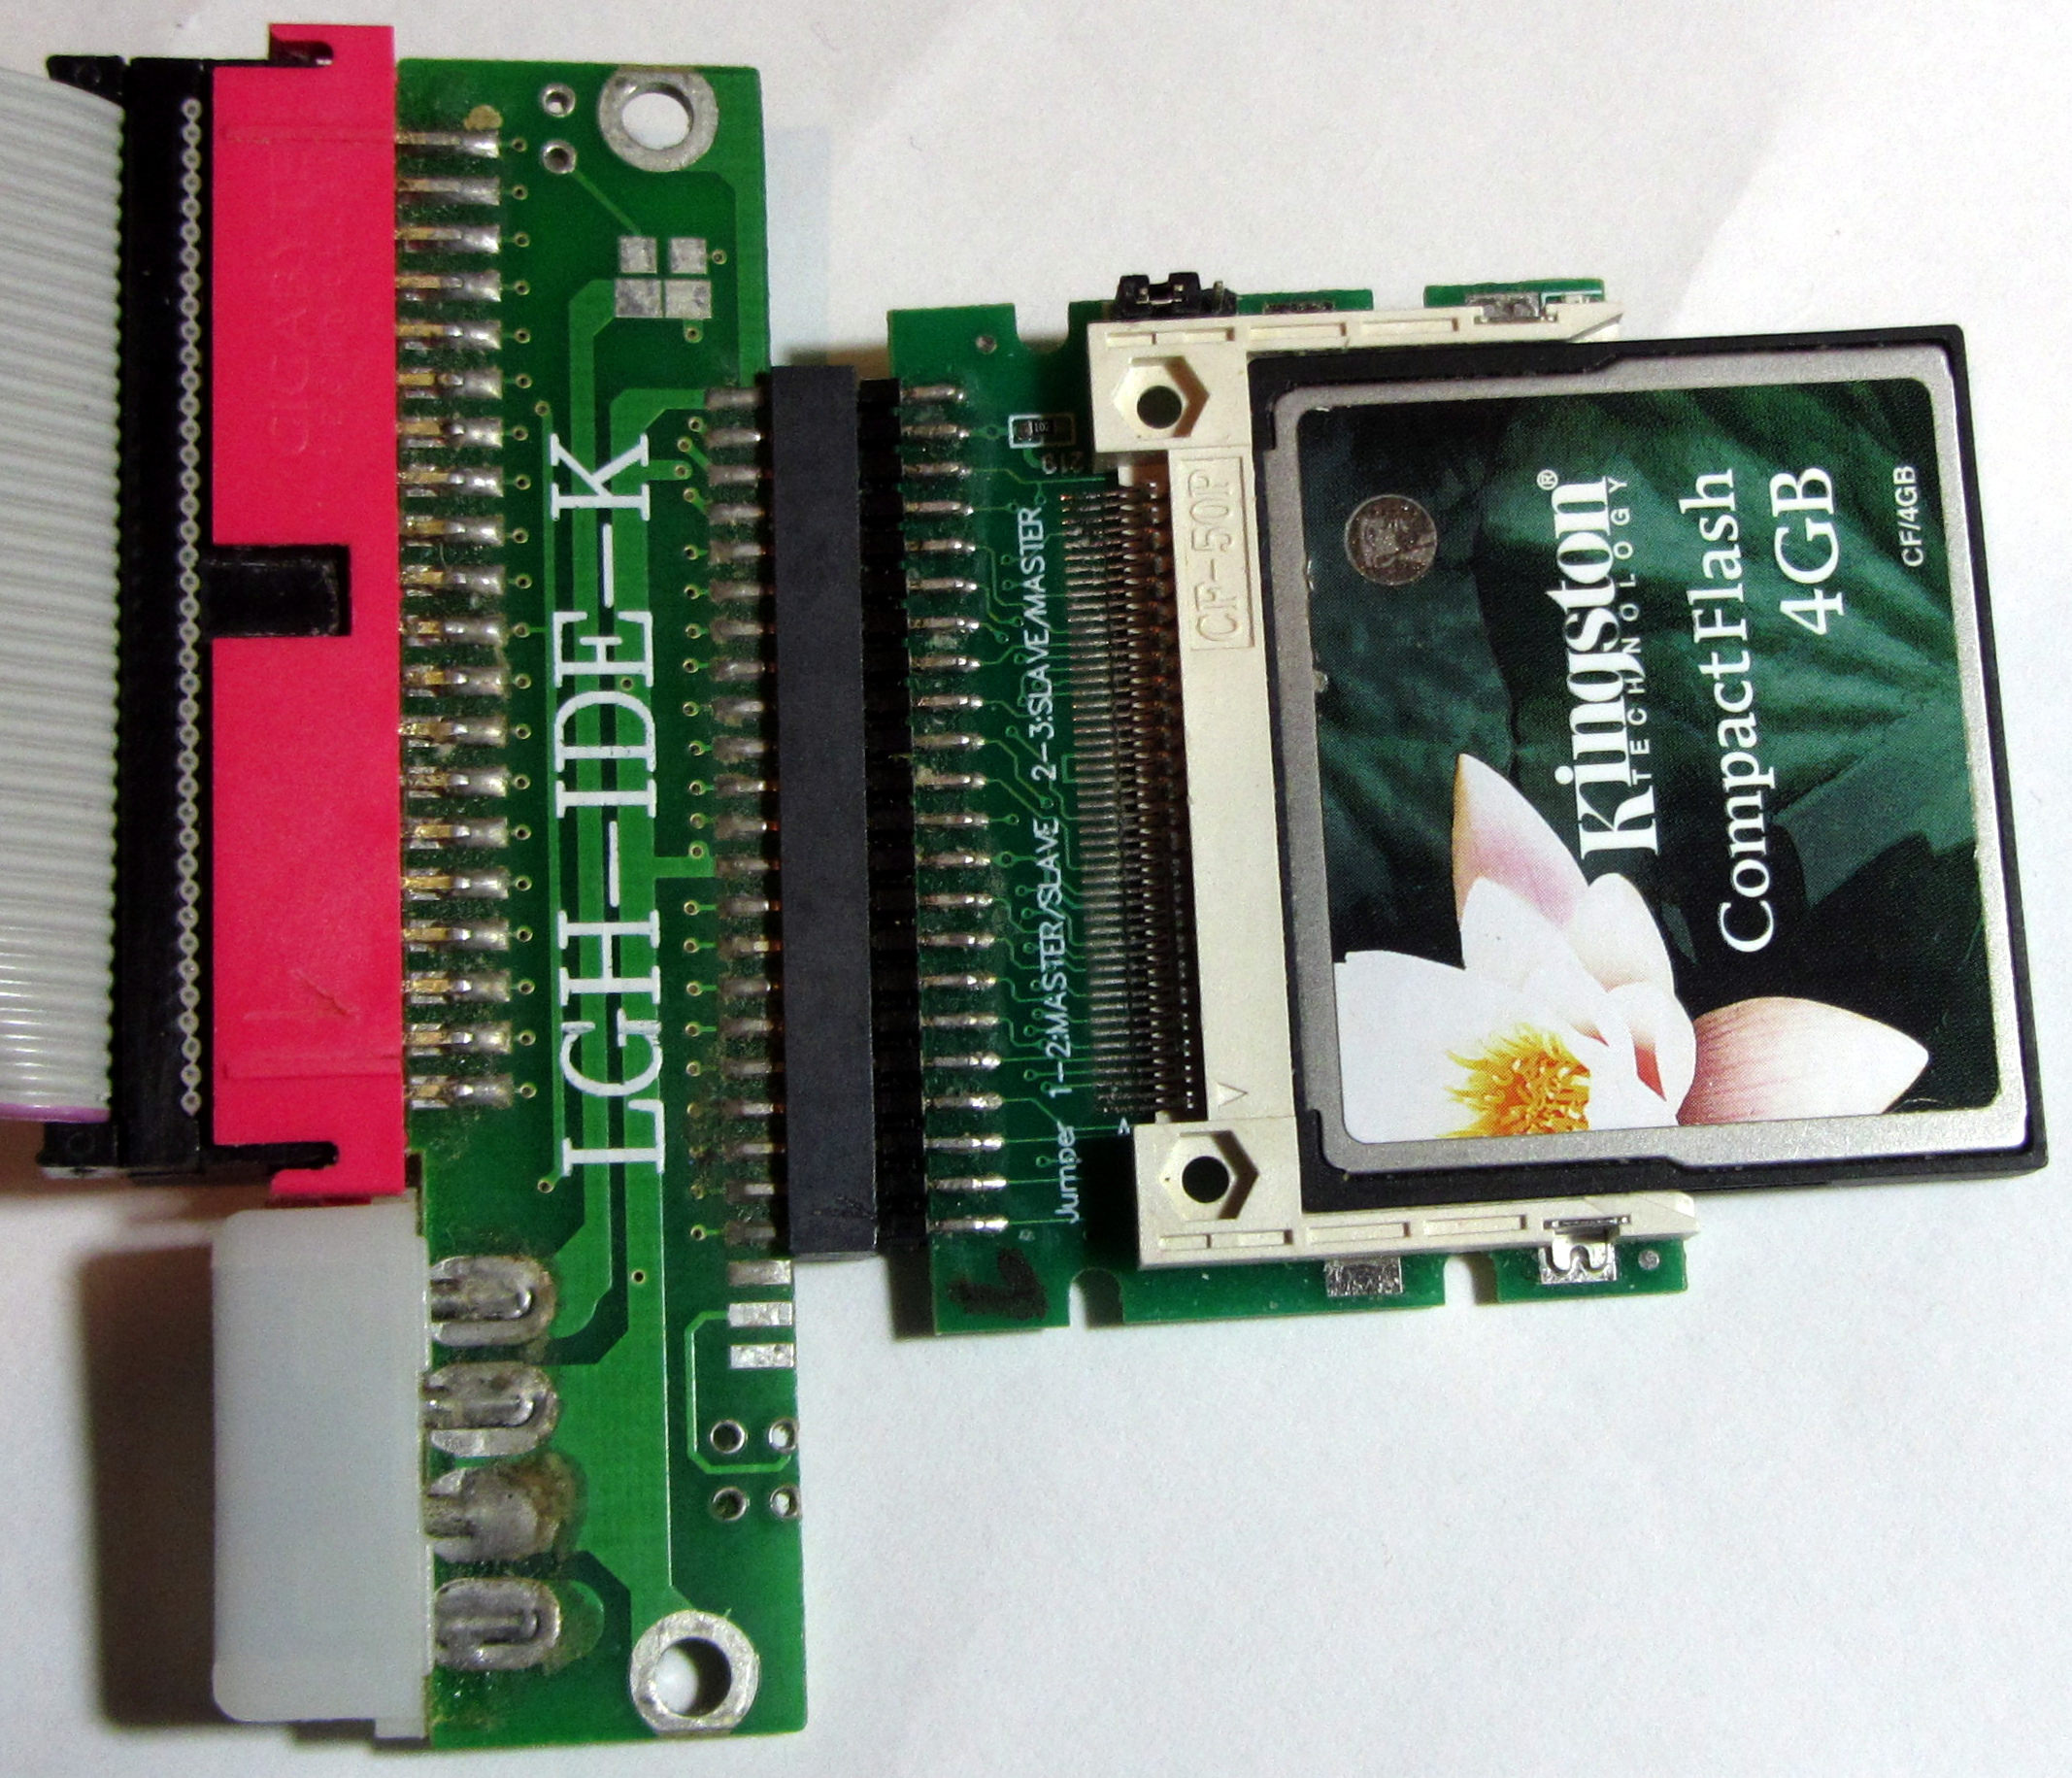 GIGABYTE
LGH-IDE-K
Jumper 1-2:MASTER/SLAVE 2-3:SLAVE/MASTER
CF-50P
Kingston®
TECHNOLOGY
CompactFlash
4GB
CF/4GB